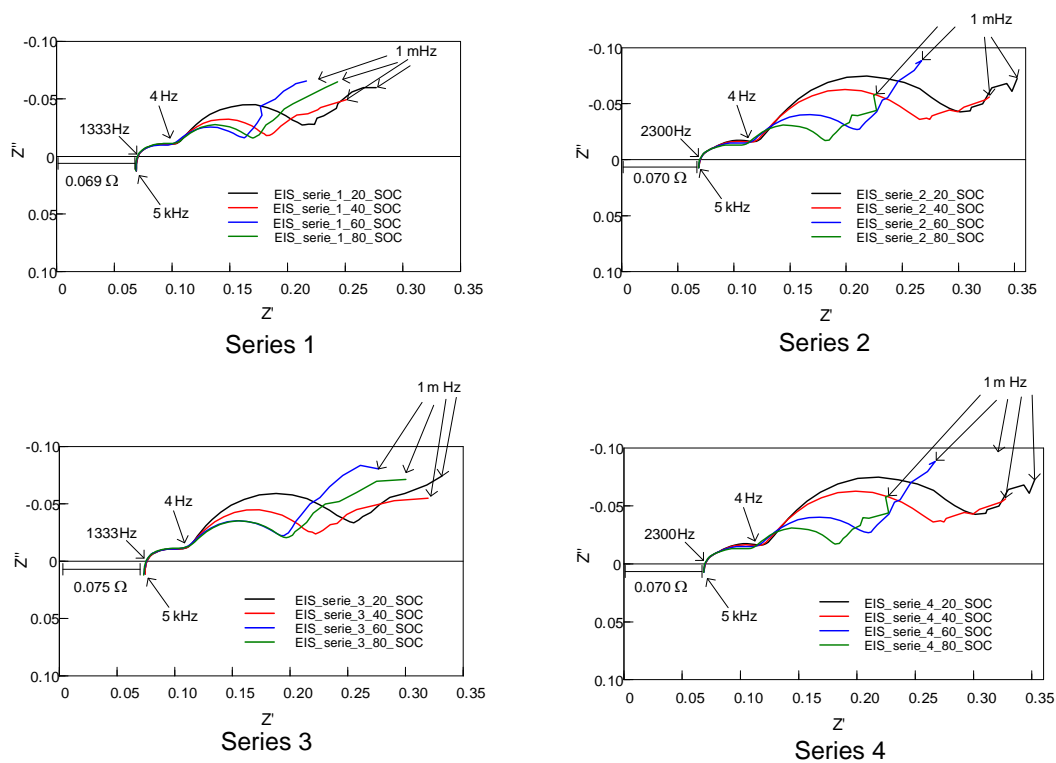 -0.10
-0.05
0
0.05
0.10
Z"
1 mHz
4 Hz
1333Hz
0.069 Ω
5 kHz
EIS_serie_1_20_SOC
EIS_serie_1_40_SOC
EIS_serie_1_60_SOC
EIS_serie_1_80_SOC
0 0.05 0.10 0.15 0.20 0.25 0.30 0.35
Z'
Series 1
-0.10
-0.05
0
0.05
0.10
Z"
1 mHz
4Hz
2300Hz
0.070 Ω
5 kHz
EIS_serie_2_20_SOC
EIS_serie_2_40_SOC
EIS_serie_2_60_SOC
EIS_serie_2_80_SOC
0 0.05 0.10 0.15 0.20 0.25 0.30 0.35
Z'
Series 2
-0.10
-0.05
0
0.05
0.10
Z"
1 m Hz
4Hz
1333 Hz
0.075 Ω
5 kHz
EIS_serie_3_20_SOC
EIS_serie_3_40_SOC
EIS_serie_3_60_SOC
EIS_serie_3_80_SOC
0 0.05 0.10 0.15 0.20 0.25 0.30 0.35
Z'
Series 3
-0.10
-0.05
0
0.05
0.10
Z"
1 m Hz
4Hz
2300Hz
0.070 Ω
5 kHz
EIS_serie_4_20_SOC
EIS_serie_4_40_SOC
EIS_serie_4_60_SOC
EIS_serie_4_80_SOC
0 0.05 0.10 0.15 0.20 0.25 0.30 0.35
Z'
Series 4